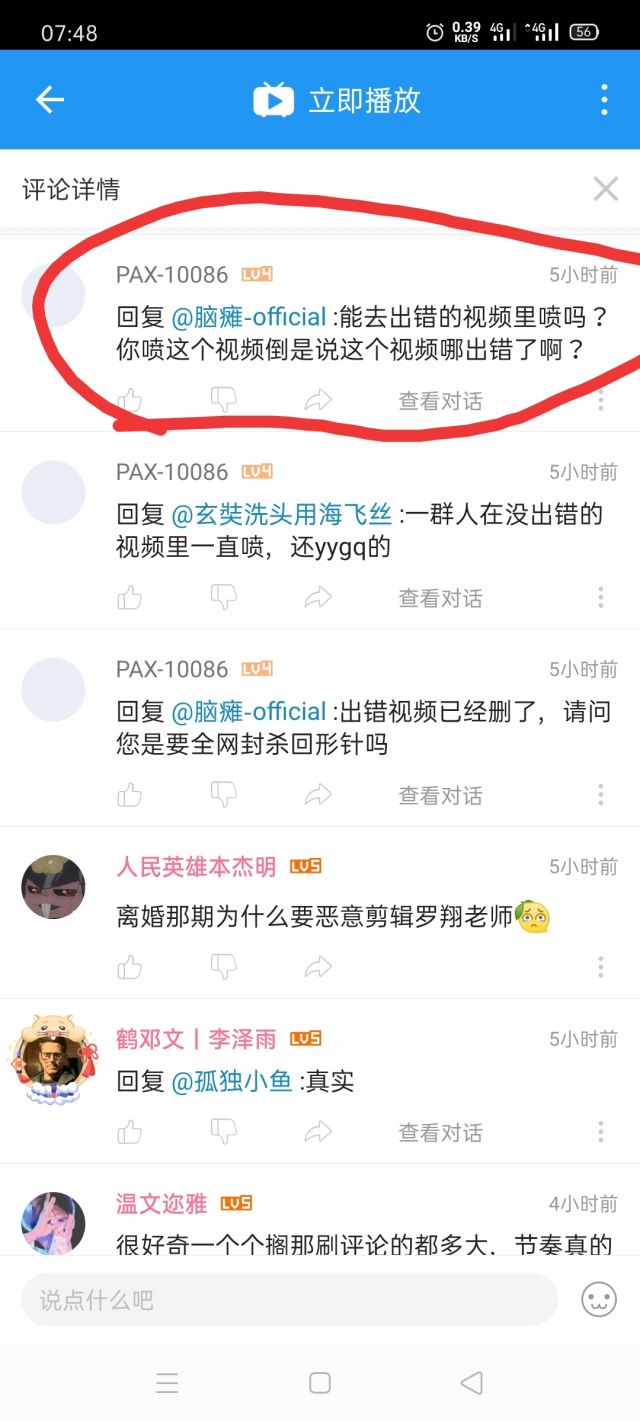 07:48
0.39
KB/S
4G
4G
56
立即播放
评论详情
PAX-10086 LV4 5小时前
回复 @脑瘫-official :能去出错的视频里喷吗？
你喷这个视频倒是说这个视频哪出错了啊？
查看对话
PAX-10086 LV4 5小时前
回复 @玄奘洗头用海飞丝 :一群人在没出错的
视频里一直喷，还yygq的
查看对话
PAX-10086 LV4 5小时前
回复 @脑瘫-official :出错视频已经删了，请问
您是要全网封杀回形针吗
查看对话
人民英雄本杰明 LV5 5小时前
离婚那期为什么要恶意剪辑罗翔老师
鹤邓文丨李泽雨 LV5 5小时前
回复 @孤独小鱼 :真实
查看对话
温文迩雅 LV5 4小时前
很好奇一个个搁那刷评论的都多大，节奏真的
说点什么吧